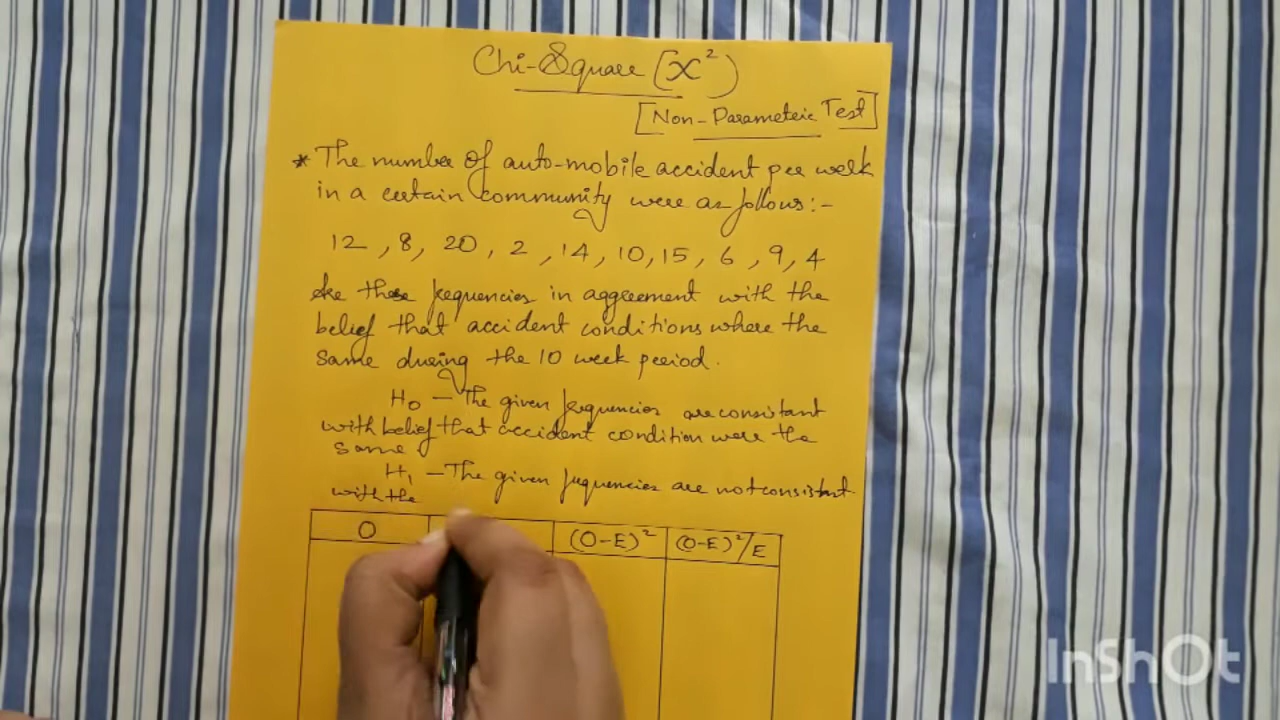 Chi-Square (χ²)
[Non-Parametric Test]
* The number of auto-mobile accident per week
in a certain community were as follows:-
12, 8, 20, 2, 14, 10, 15, 6, 9, 4
Are these frequencies in aggreement with the
belief that accident conditions where the
same during the 10 week period.
H₀ - The given frequencies are consistant
with belief that accident condition were the
same
H₁ - The given frequencies are not consistent
with the
O (O-E)² (O-E)²/E
InShOt